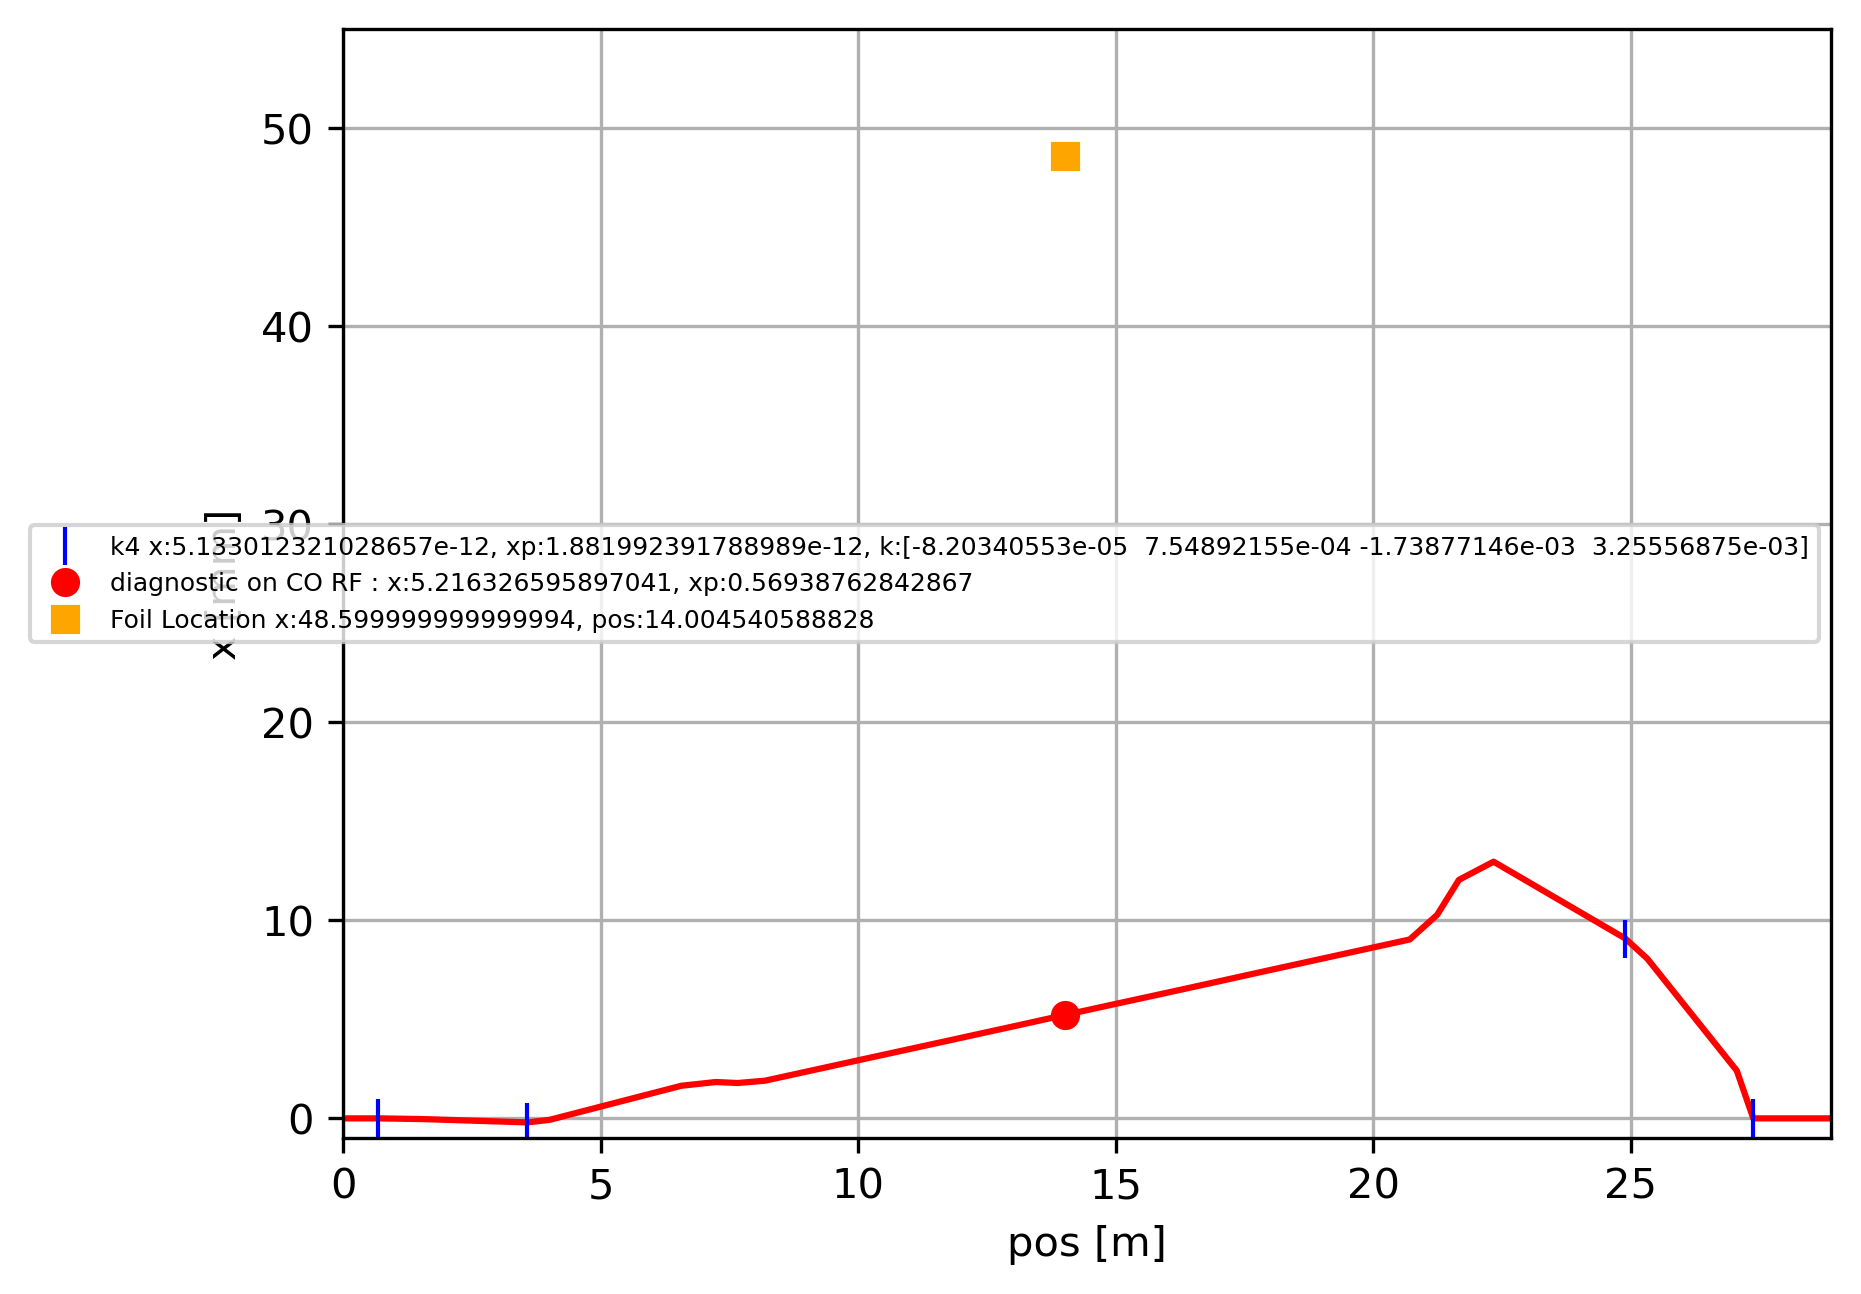 50
40
30
x [mm]
k4 x:5.133012321028657e-12, xp:1.881992391788989e-12, k:[-8.20340553e-05  7.54892155e-04 -1.73877146e-03  3.25556875e-03]
diagnostic on CO RF : x:5.216326595897041, xp:0.56938762842867
Foil Location x:48.599999999999994, pos:14.004540588828
20
10
0
0 5 10 15 20 25
pos [m]